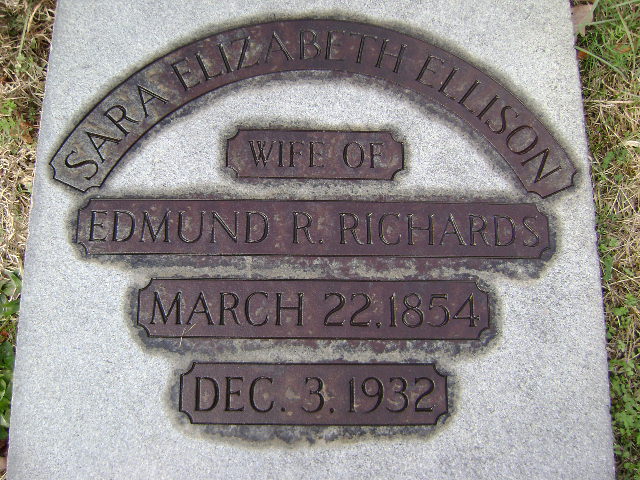 SARA ELIZABETH ELLISON
WIFE OF
EDMUND R. RICHARDS
MARCH 22. 1854
DEC. 3. 1932